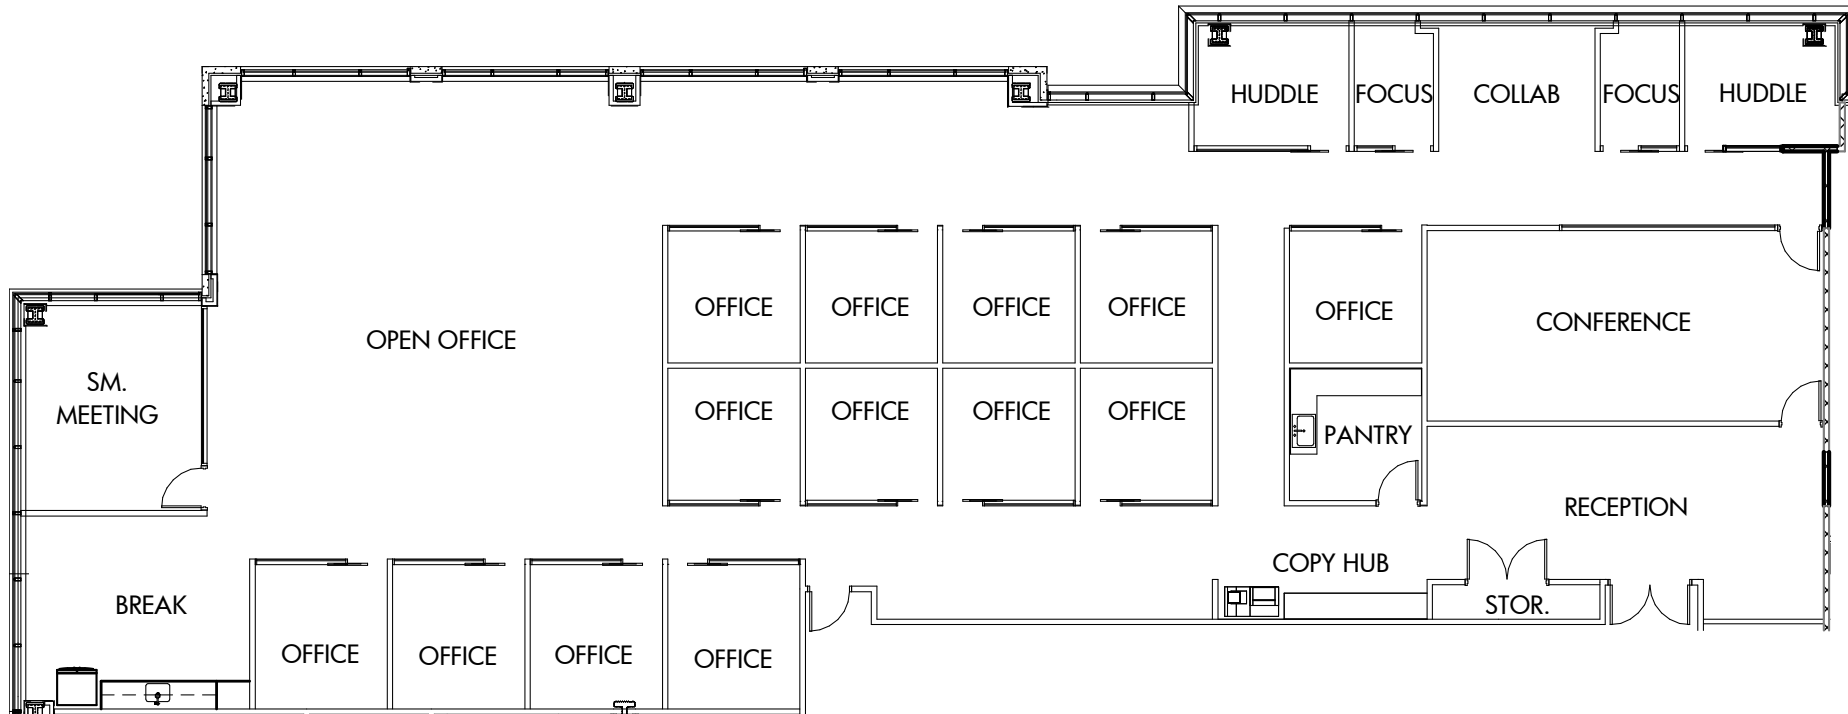 HUDDLE
FOCUS
COLLAB
FOCUS
HUDDLE
OFFICE
OFFICE
OFFICE
OFFICE
OFFICE
CONFERENCE
OPEN OFFICE
SM.
MEETING
OFFICE
OFFICE
OFFICE
OFFICE
PANTRY
RECEPTION
COPY HUB
BREAK
STOR.
OFFICE
OFFICE
OFFICE
OFFICE